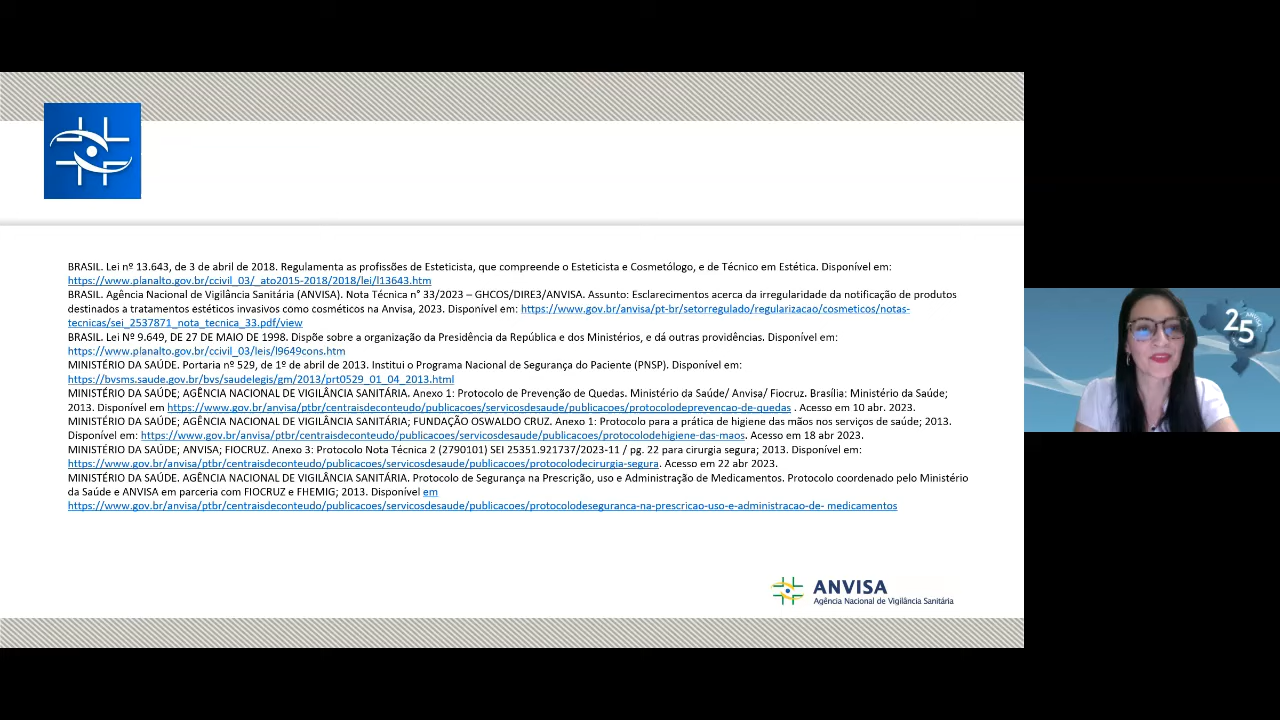 BRASIL. Lei nº 13.643, de 3 de abril de 2018. Regulamenta as profissões de Esteticista, que compreende o Esteticista e Cosmetólogo, e de Técnico em Estética. Disponível em:
https://www.planalto.gov.br/ccivil_03/_ato2015-2018/2018/lei/l13643.htm
BRASIL. Agência Nacional de Vigilância Sanitária (ANVISA). Nota Técnica n° 33/2023 – GHCOS/DIRE3/ANVISA. Assunto: Esclarecimentos acerca da irregularidade da notificação de produtos
destinados a tratamentos estéticos invasivos como cosméticos na Anvisa, 2023. Disponível em: https://www.gov.br/anvisa/pt-br/setorregulado/regularizacao/cosmeticos/notas-
tecnicas/sei_2537871_nota_tecnica_33.pdf/view
BRASIL. Lei Nº 9.649, DE 27 DE MAIO DE 1998. Dispõe sobre a organização da Presidência da República e dos Ministérios, e dá outras providências. Disponível em:
https://www.planalto.gov.br/ccivil_03/leis/l9649cons.htm
MINISTÉRIO DA SAÚDE. Portaria nº 529, de 1º de abril de 2013. Institui o Programa Nacional de Segurança do Paciente (PNSP). Disponível em:
https://bvsms.saude.gov.br/bvs/saudelegis/gm/2013/prt0529_01_04_2013.html
MINISTÉRIO DA SAÚDE; AGÊNCIA NACIONAL DE VIGILÂNCIA SANITÁRIA. Anexo 1: Protocolo de Prevenção de Quedas. Ministério da Saúde/ Anvisa/ Fiocruz. Brasília: Ministério da Saúde;
2013. Disponível em https://www.gov.br/anvisa/ptbr/centraisdeconteudo/publicacoes/servicosdesaude/publicacoes/protocolodeprevencao-de-quedas . Acesso em 10 abr. 2023.
MINISTÉRIO DA SAÚDE; AGÊNCIA NACIONAL DE VIGILÂNCIA SANITÁRIA; FUNDAÇÃO OSWALDO CRUZ. Anexo 1: Protocolo para a prática de higiene das mãos nos serviços de saúde; 2013.
Disponível em: https://www.gov.br/anvisa/ptbr/centraisdeconteudo/publicacoes/servicosdesaude/publicacoes/protocolodehigiene-das-maos. Acesso em 18 abr 2023.
MINISTÉRIO DA SAÚDE; ANVISA; FIOCRUZ. Anexo 3: Protocolo Nota Técnica 2 (2790101) SEI 25351.921737/2023-11 / pg. 22 para cirurgia segura; 2013. Disponível em:
https://www.gov.br/anvisa/ptbr/centraisdeconteudo/publicacoes/servicosdesaude/publicacoes/protocolodecirurgia-segura. Acesso em 22 abr 2023.
MINISTÉRIO DA SAÚDE. AGÊNCIA NACIONAL DE VIGILÂNCIA SANITÁRIA. Protocolo de Segurança na Prescrição, uso e Administração de Medicamentos. Protocolo coordenado pelo Ministério
da Saúde e ANVISA em parceria com FIOCRUZ e FHEMIG; 2013. Disponível em
https://www.gov.br/anvisa/ptbr/centraisdeconteudo/publicacoes/servicosdesaude/publicacoes/protocolodeseguranca-na-prescricao-uso-e-administracao-de- medicamentos
ANVISA
Agência Nacional de Vigilância Sanitária
25